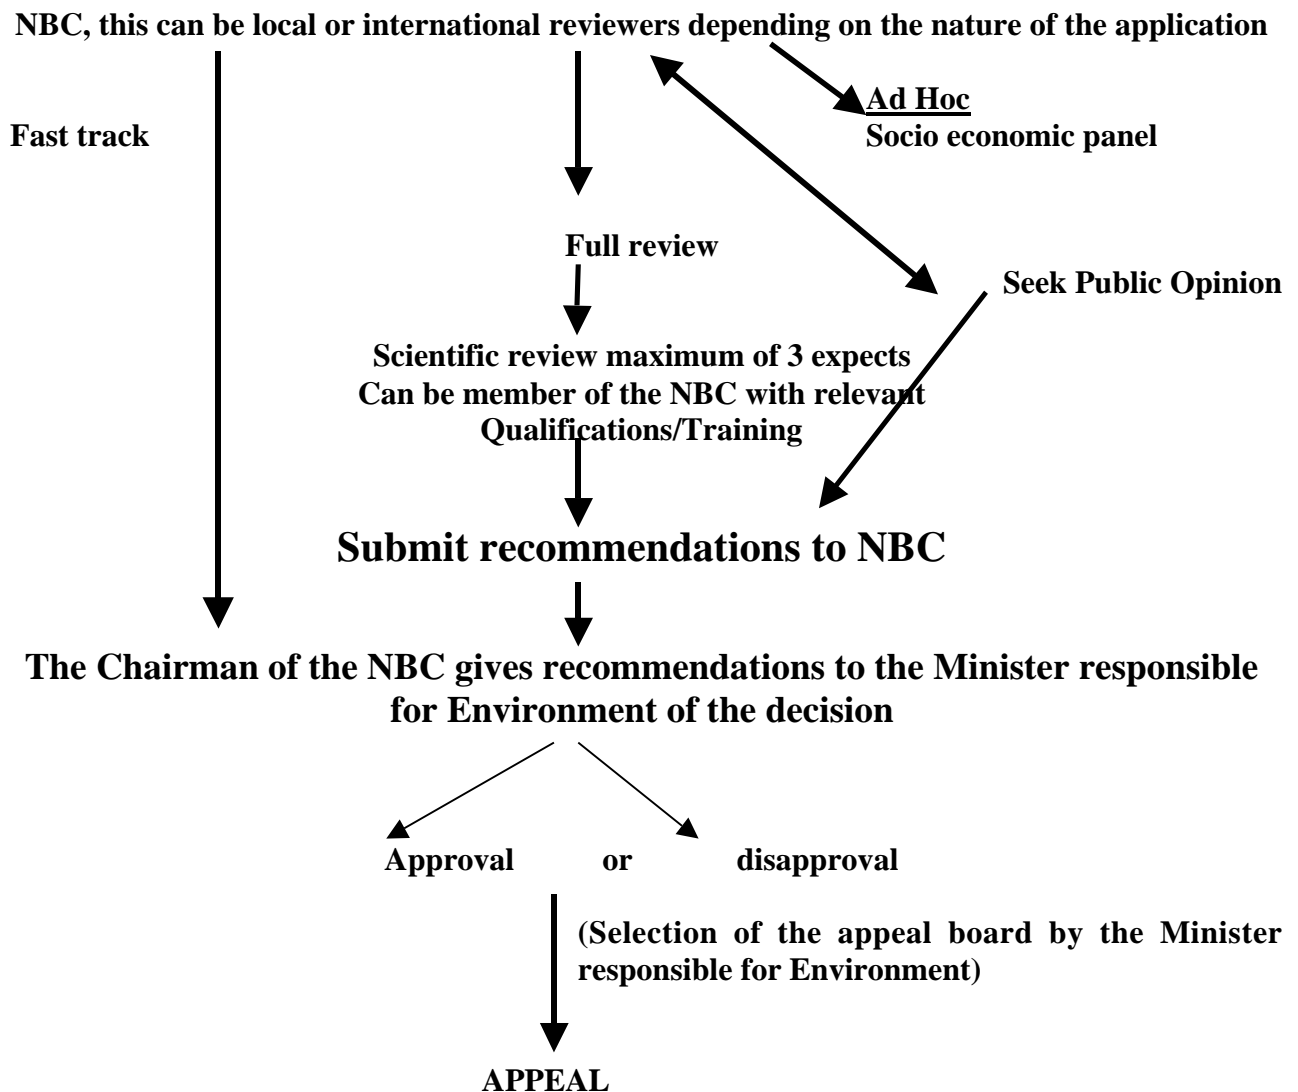 NBC, this can be local or international reviewers depending on the nature of the application
Ad Hoc
Fast track
Socio economic panel
Full review
Seek Public Opinion
Scientific review maximum of 3 expects
Can be member of the NBC with relevant
Qualifications/Training
Submit recommendations to NBC
The Chairman of the NBC gives recommendations to the Minister responsible
for Environment of the decision
Approval or disapproval
(Selection of the appeal board by the Minister
responsible for Environment)
APPEAL